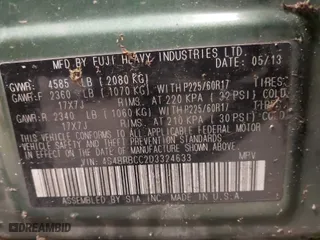 MFD. BY FUJI HEAVY INDUSTRIES LTD.
DATE: 05/13
GVWR: 4585 LB (2080 KG)
GAWR:F 2360 LB (1070 KG) WITH P225/60R17 TIRES
17X7J RIMS, AT 220 KPA (32 PSI) COLD
GAWR:R 2340 LB (1060 KG) WITH P225/60R17 TIRES
17X7J RIMS, AT 210 KPA (30 PSI) COLD
THIS VEHICLE CONFORMS TO ALL APPLICABLE FEDERAL MOTOR
VEHICLE SAFETY, BUMPER AND THEFT PREVENTION STANDARDS
IN EFFECT ON THE DATE OF MANUFACTURE SHOWN ABOVE.
VIN: 4S4BRBCC2D3324633 MPV
ASSEMBLED BY SIA, INC. MADE IN U.S.A.